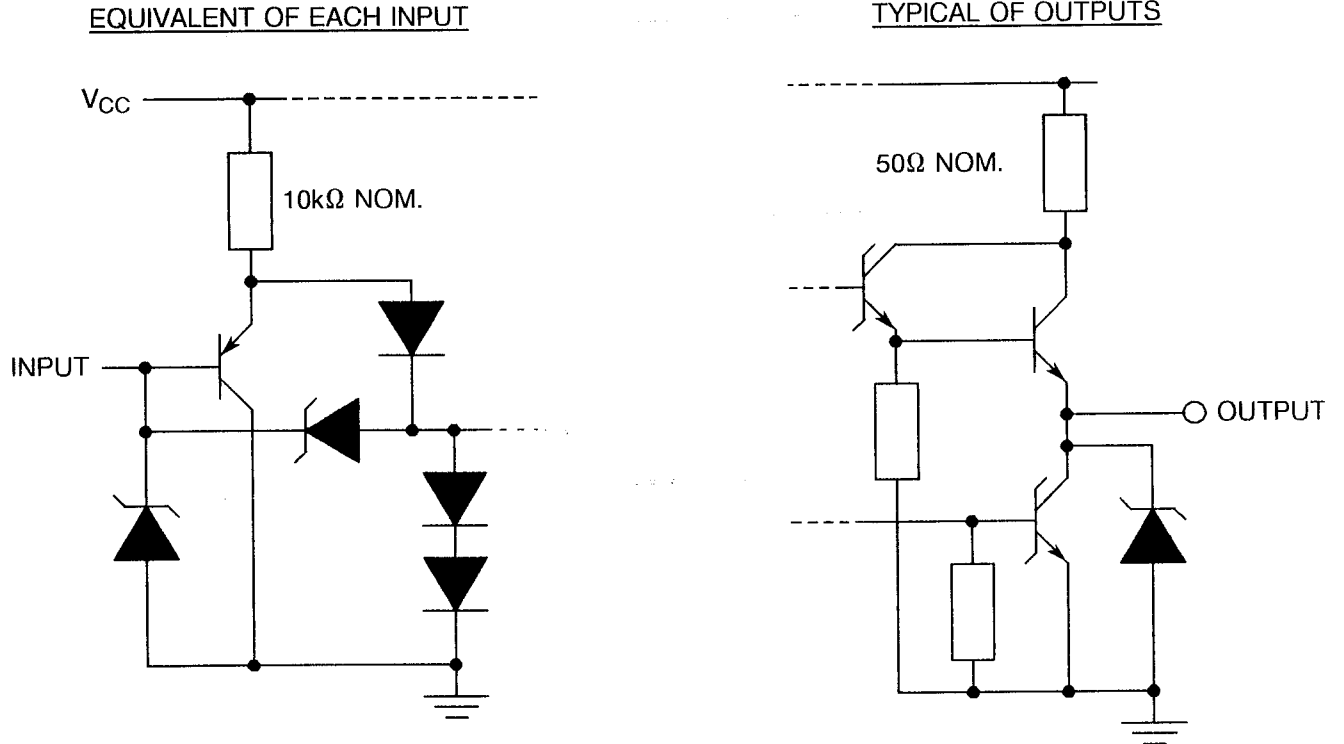 EQUIVALENT OF EACH INPUT
TYPICAL OF OUTPUTS
VCC
10kΩ NOM.
50Ω NOM.
INPUT
OUTPUT